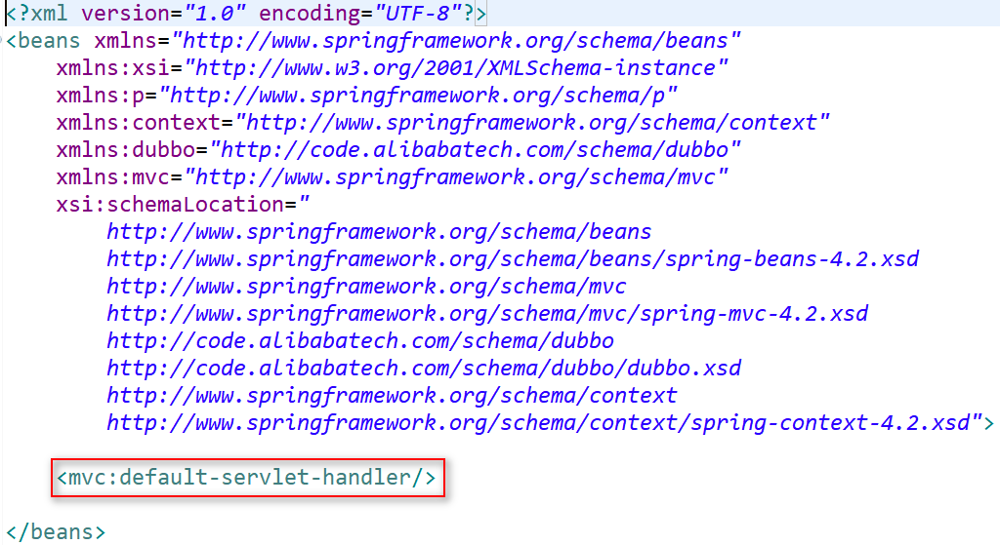 <?xml version="1.0" encoding="UTF-8"?>
<beans xmlns="http://www.springframework.org/schema/beans"
    xmlns:xsi="http://www.w3.org/2001/XMLSchema-instance"
    xmlns:p="http://www.springframework.org/schema/p"
    xmlns:context="http://www.springframework.org/schema/context"
    xmlns:dubbo="http://code.alibabatech.com/schema/dubbo"
    xmlns:mvc="http://www.springframework.org/schema/mvc"
    xsi:schemaLocation="
        http://www.springframework.org/schema/beans
        http://www.springframework.org/schema/beans/spring-beans-4.2.xsd
        http://www.springframework.org/schema/mvc
        http://www.springframework.org/schema/mvc/spring-mvc-4.2.xsd
        http://code.alibabatech.com/schema/dubbo
        http://code.alibabatech.com/schema/dubbo/dubbo.xsd
        http://www.springframework.org/schema/context
        http://www.springframework.org/schema/context/spring-context-4.2.xsd">
    <mvc:default-servlet-handler/>
</beans>